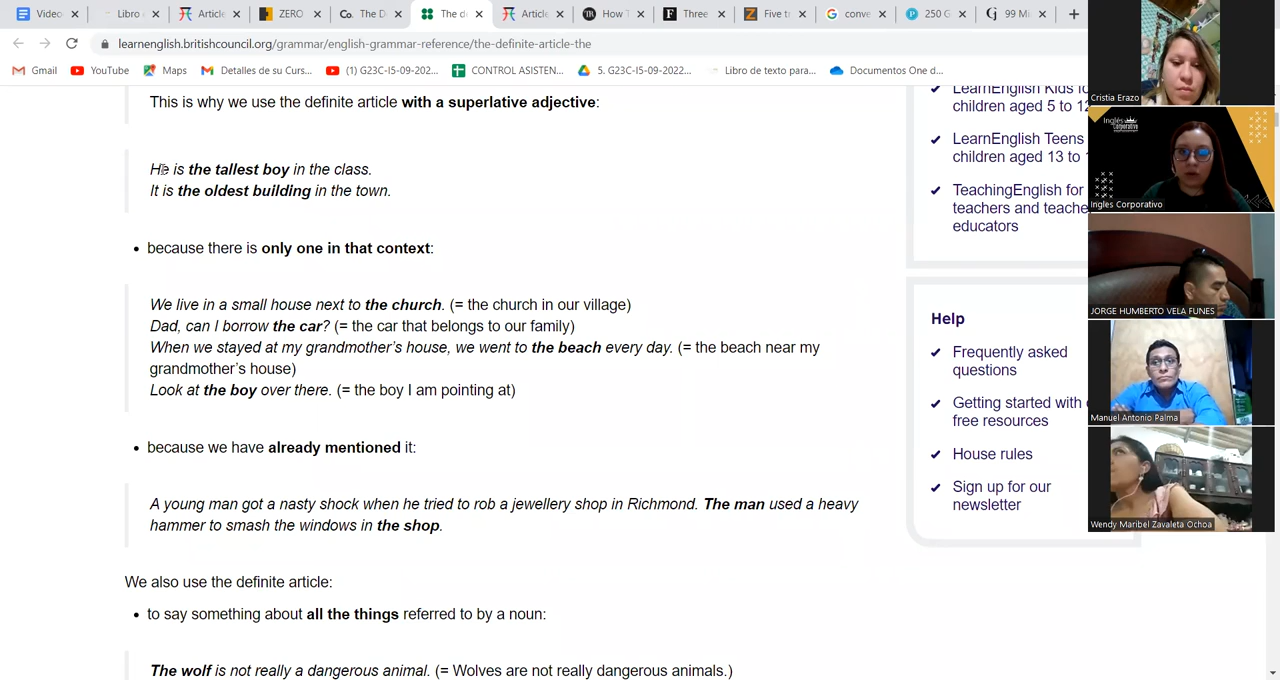 Video
Libro
Article
ZERO
The D
The d
Article
How T
Three
Five tr
conve
250 G
99 Mi
learnenglish.britishcouncil.org/grammar/english-grammar-reference/the-definite-article-the
Gmail
YouTube
Maps
Detalles de su Curs...
(1) G23C-I5-09-202...
CONTROL ASISTEN...
5. G23C-I5-09-2022...
Libro de texto para...
Documentos One d...
This is why we use the definite article with a superlative adjective:
He is the tallest boy in the class.
It is the oldest building in the town.
• because there is only one in that context:
We live in a small house next to the church. (= the church in our village)
Dad, can I borrow the car? (= the car that belongs to our family)
When we stayed at my grandmother's house, we went to the beach every day. (= the beach near my
grandmother's house)
Look at the boy over there. (= the boy I am pointing at)
• because we have already mentioned it:
A young man got a nasty shock when he tried to rob a jewellery shop in Richmond. The man used a heavy
hammer to smash the windows in the shop.
We also use the definite article:
• to say something about all the things referred to by a noun:
The wolf is not really a dangerous animal. (= Wolves are not really dangerous animals.)
LearnEnglish Kids fo
children aged 5 to 12
LearnEnglish Teens
children aged 13 to
TeachingEnglish for
teachers and teache
educators
Help
Frequently asked
questions
Getting started with
free resources
House rules
Sign up for our
newsletter
Cristia Erazo
Inglés
Corporativo
Ingles Corporativo
JORGE HUMBERTO VELA FUNES
Manuel Antonio Palma
Wendy Maribel Zavaleta Ochoa